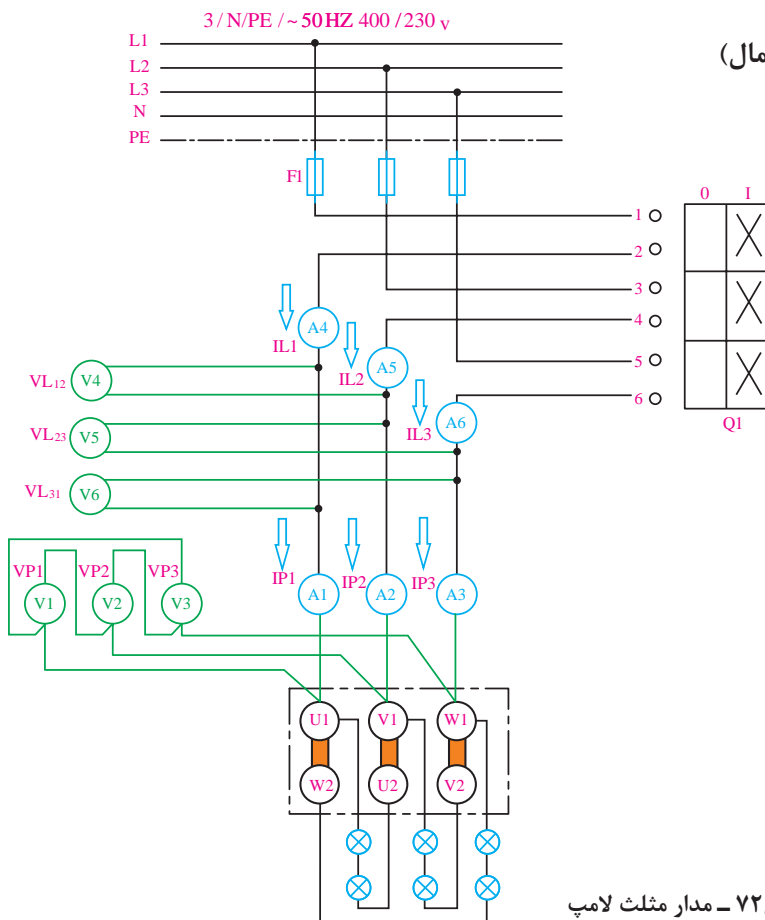 3 / N/PE / ~ 50HZ 400 / 230 v
L1
L2
L3
N
PE
مال)
F1
0 I
1
2
3
4
5
6
Q1
A4
IL1
A5
IL2
A6
IL3
VL12 V4
VL23 V5
VL31 V6
VP1 VP2 VP3
V1 V2 V3
IP1 IP2 IP3
A1 A2 A3
U1 V1 W1
W2 U2 V2
۷۲ ـ مدار مثلث لامپ